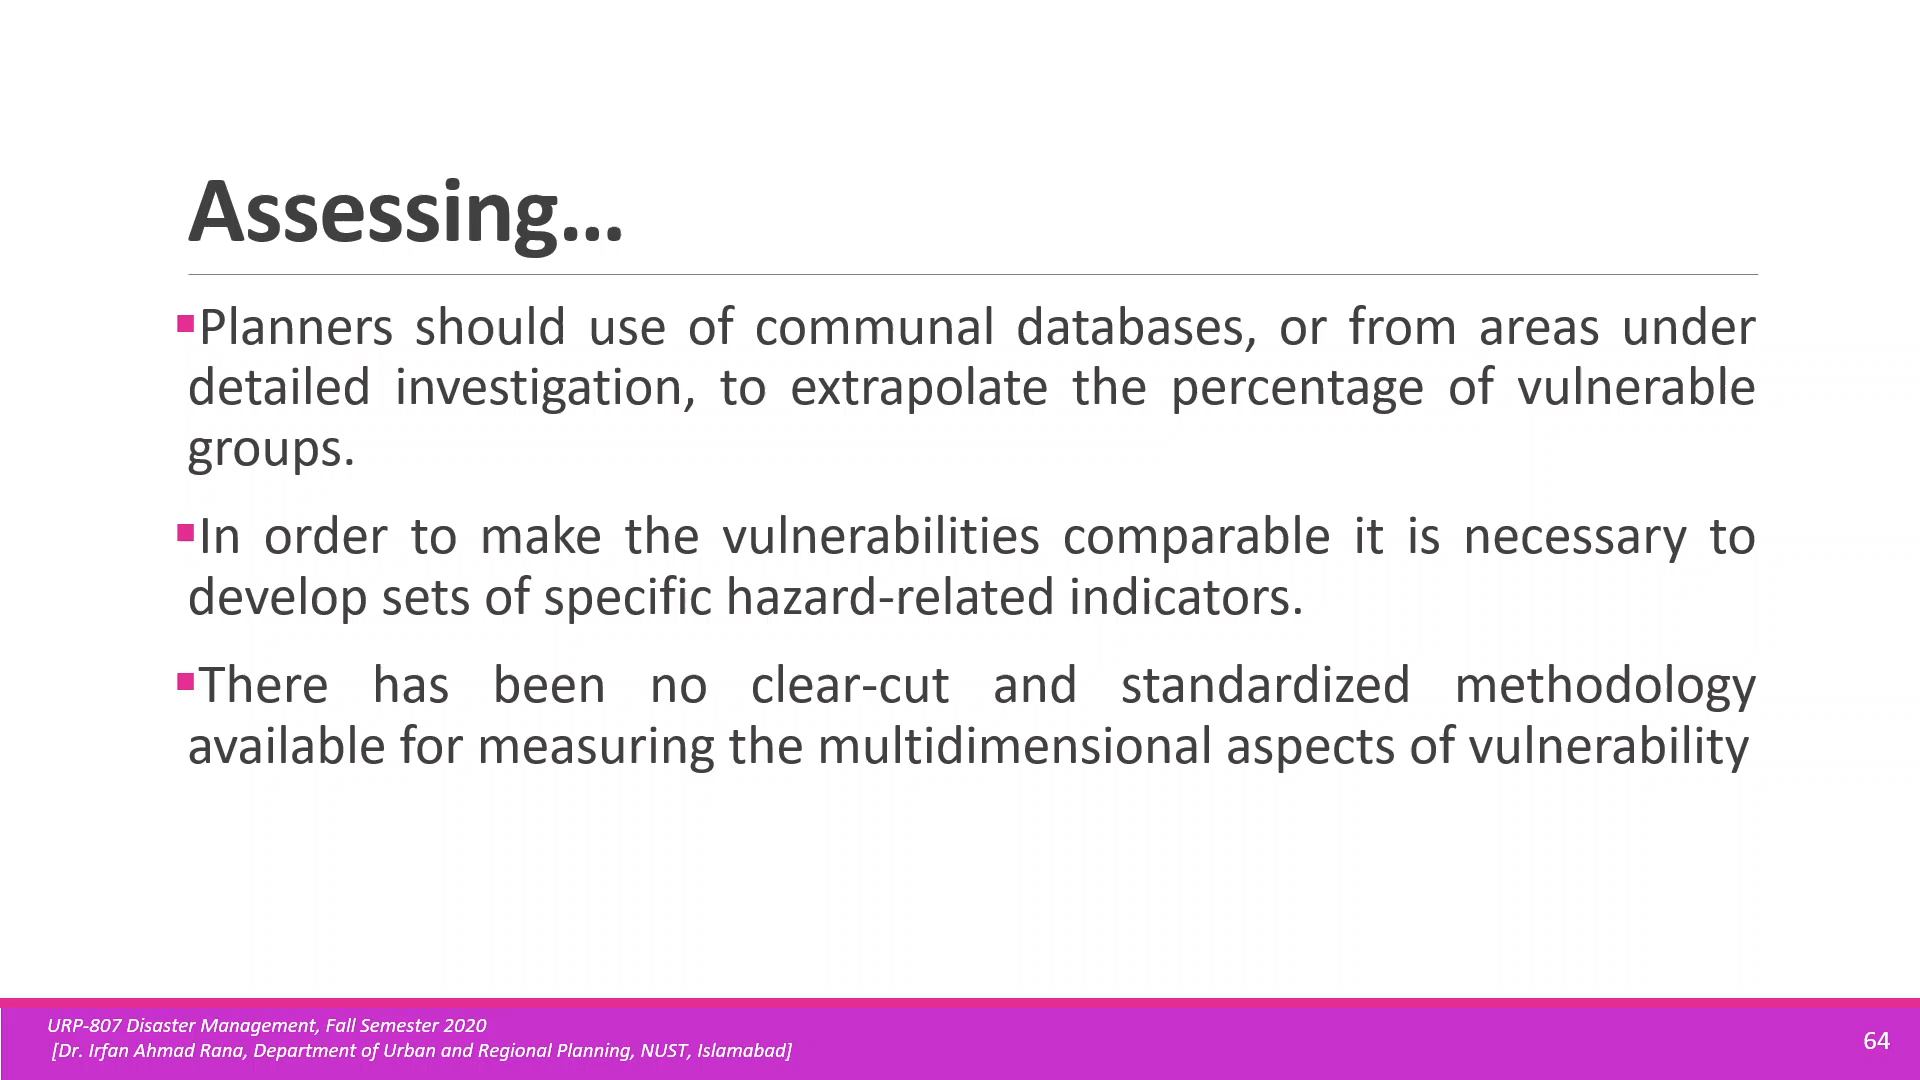 Assessing...
▪Planners should use of communal databases, or from areas under
detailed investigation, to extrapolate the percentage of vulnerable
groups.
▪In order to make the vulnerabilities comparable it is necessary to
develop sets of specific hazard-related indicators.
▪There has been no clear-cut and standardized methodology
available for measuring the multidimensional aspects of vulnerability
URP-807 Disaster Management, Fall Semester 2020
[Dr. Irfan Ahmad Rana, Department of Urban and Regional Planning, NUST, Islamabad]
64